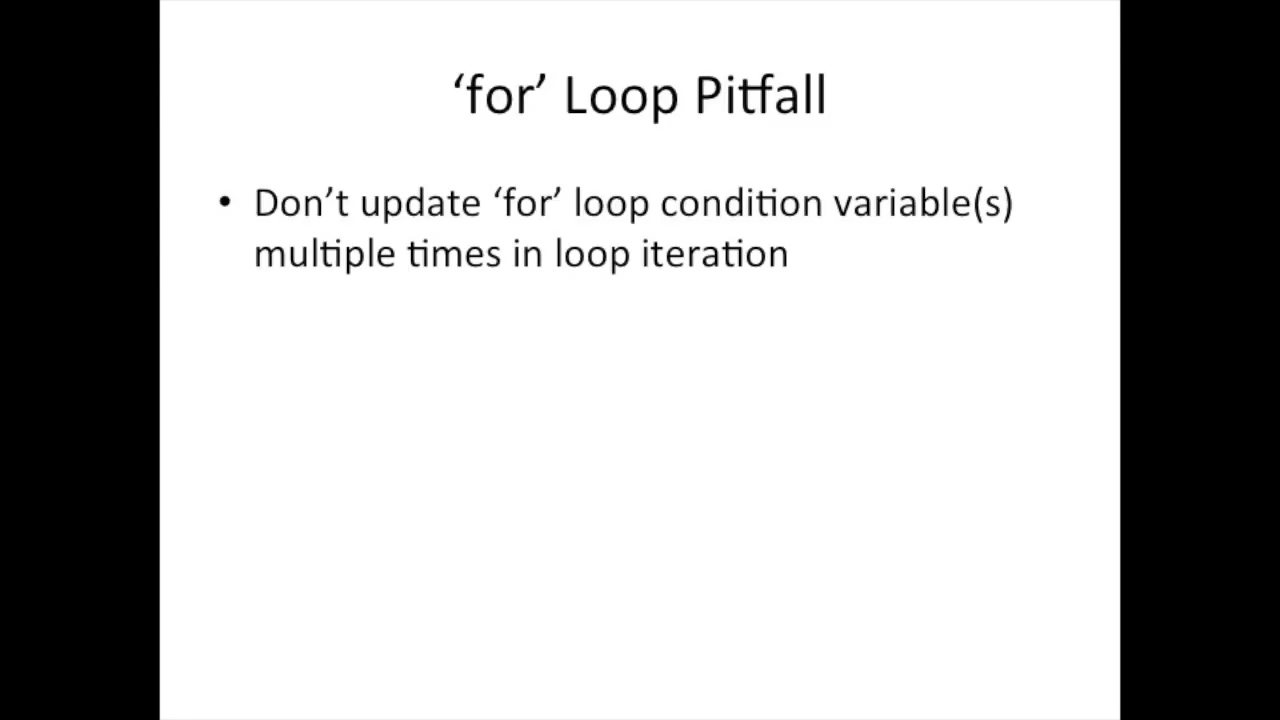 ‘for’ Loop Pitfall
• Don’t update ‘for’ loop condition variable(s)
multiple times in loop iteration